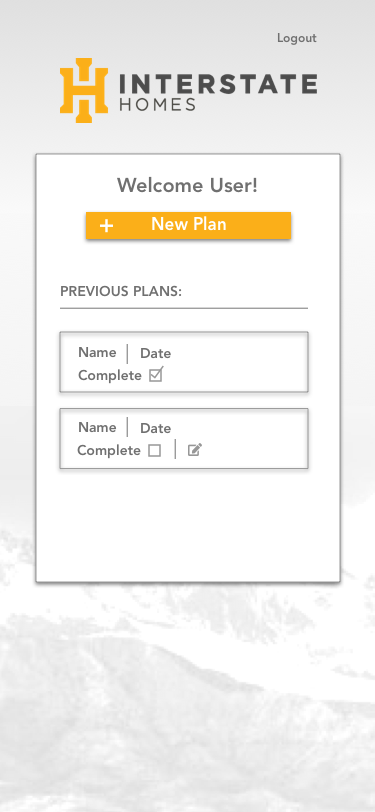 Logout
INTERSTATE
HOMES
Welcome User!
+ New Plan
PREVIOUS PLANS:
Name | Date
Complete
Name | Date
Complete |